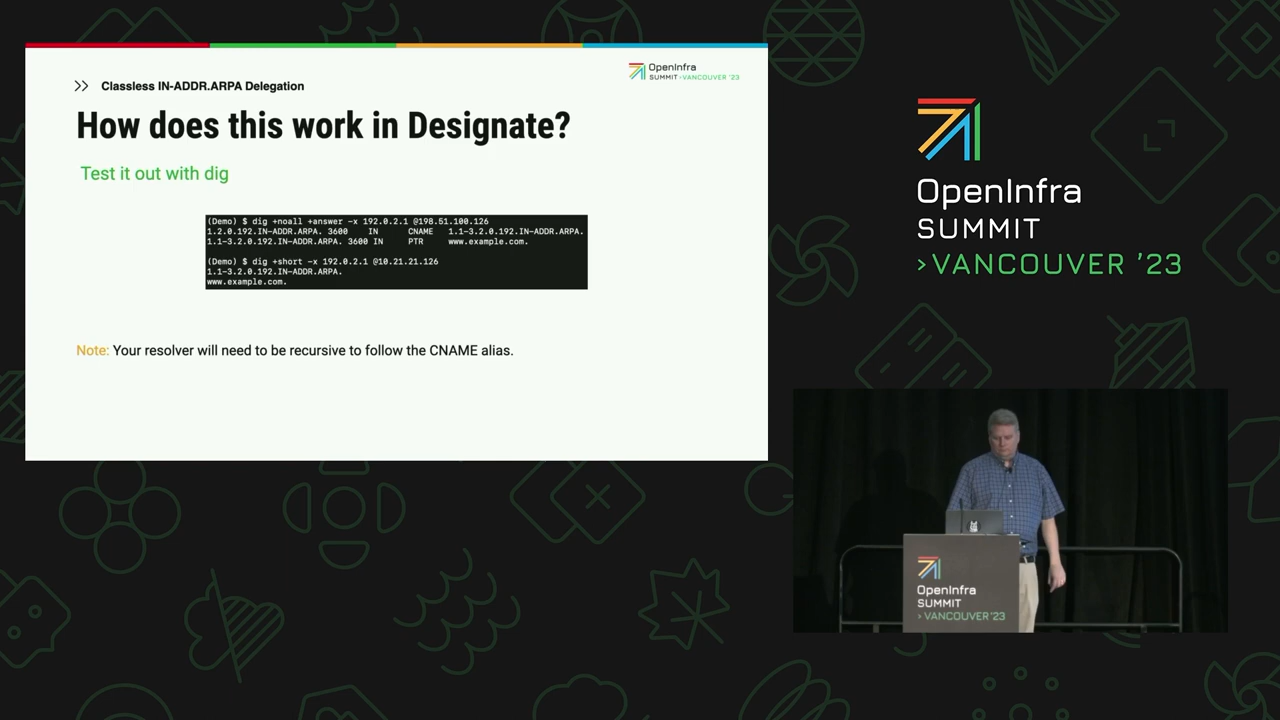 Classless IN-ADDR.ARPA Delegation
OpenInfra
SUMMIT >VANCOUVER '23
How does this work in Designate?
Test it out with dig
(Demo) $ dig +noall +answer -x 192.0.2.1 @198.51.100.126
1.2.0.192.IN-ADDR.ARPA. 3600 IN CNAME 1.1-3.2.0.192.IN-ADDR.ARPA.
1.1-3.2.0.192.IN-ADDR.ARPA. 3600 IN PTR www.example.com.
(Demo) $ dig +short -x 192.0.2.1 @10.21.21.126
1.1-3.2.0.192.IN-ADDR.ARPA.
www.example.com.
Note: Your resolver will need to be recursive to follow the CNAME alias.
OpenInfra
SUMMIT
>VANCOUVER '23
OpenInfra
SUMMIT
>VANCOUVER '23